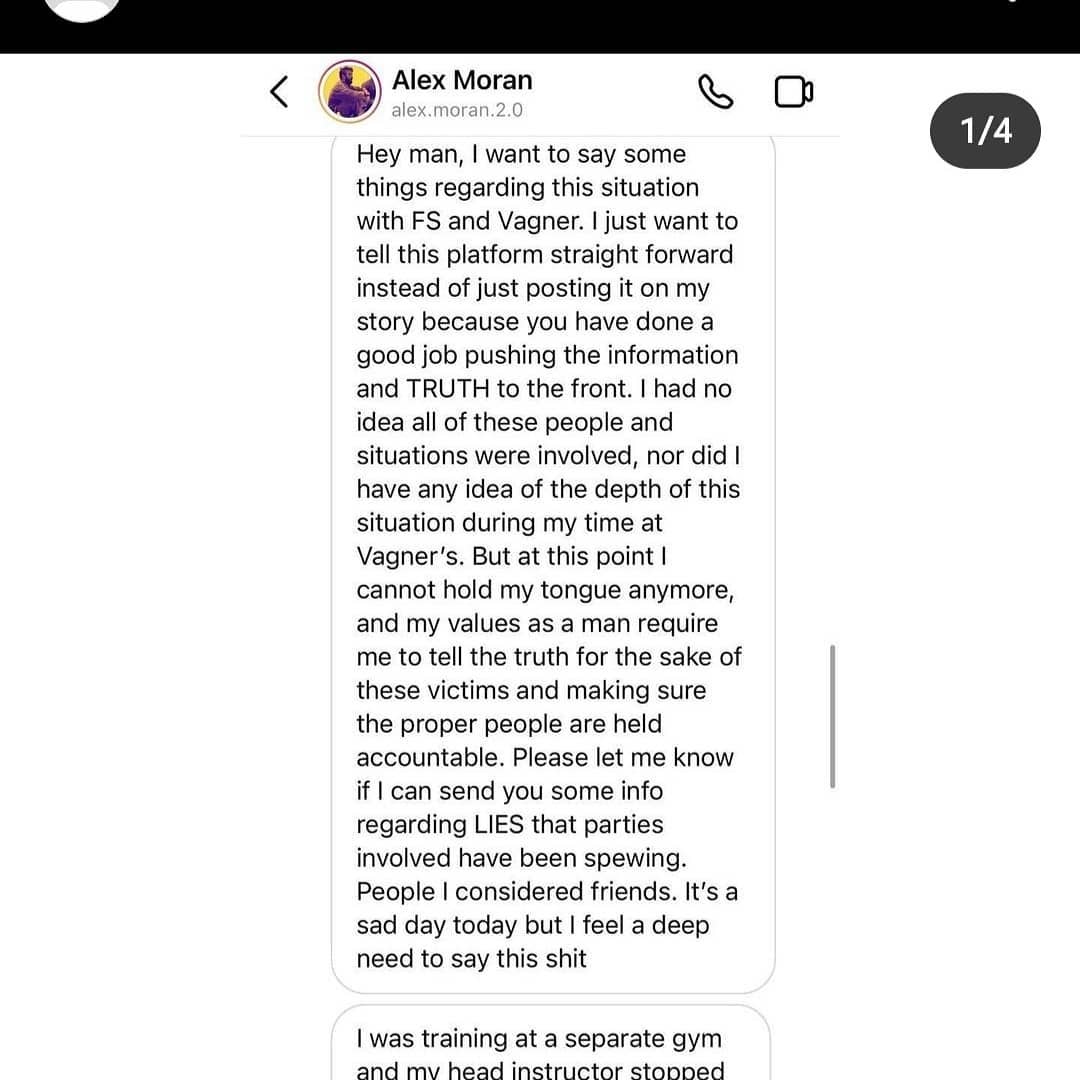 Alex Moran
alex.moran.2.0
1/4
Hey man, I want to say some
things regarding this situation
with FS and Vagner. I just want to
tell this platform straight forward
instead of just posting it on my
story because you have done a
good job pushing the information
and TRUTH to the front. I had no
idea all of these people and
situations were involved, nor did I
have any idea of the depth of this
situation during my time at
Vagner's. But at this point I
cannot hold my tongue anymore,
and my values as a man require
me to tell the truth for the sake of
these victims and making sure
the proper people are held
accountable. Please let me know
if I can send you some info
regarding LIES that parties
involved have been spewing.
People I considered friends. It's a
sad day today but I feel a deep
need to say this shit
I was training at a separate gym
and my head instructor stopped